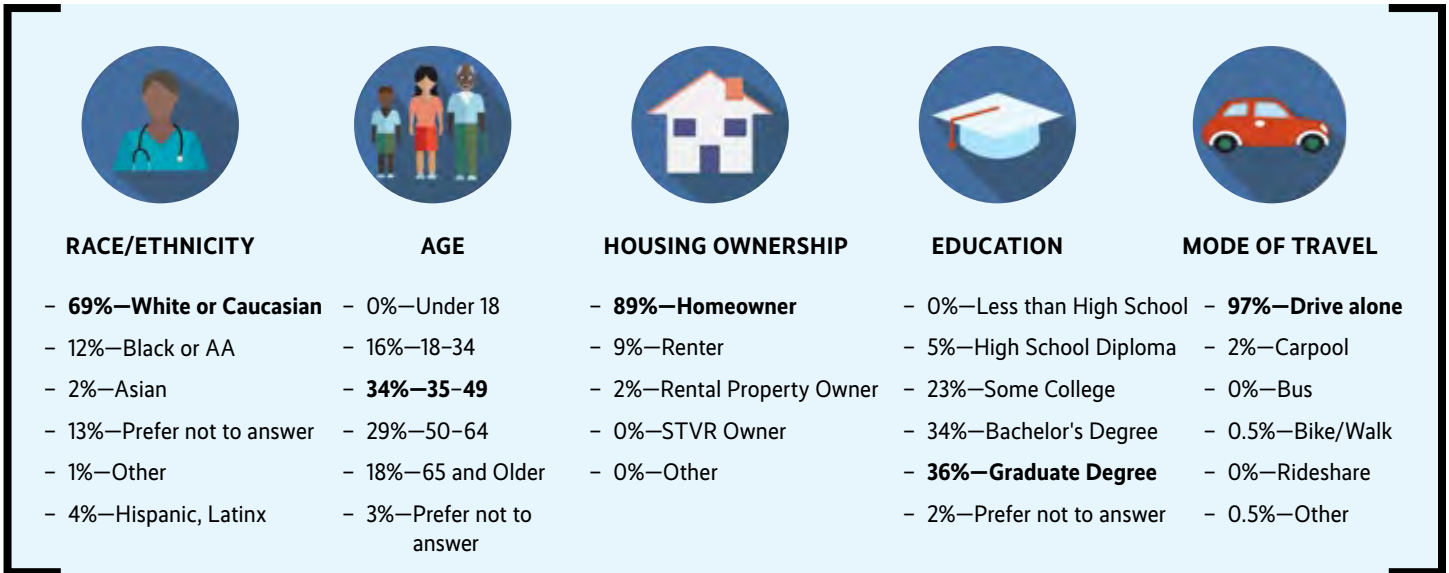 RACE/ETHNICITY
– 69%—White or Caucasian
– 12%—Black or AA
– 2%—Asian
– 13%—Prefer not to answer
– 1%—Other
– 4%—Hispanic, Latinx
AGE
– 0%—Under 18
– 16%—18–34
– 34%—35–49
– 29%—50–64
– 18%—65 and Older
– 3%—Prefer not to
answer
HOUSING OWNERSHIP
– 89%—Homeowner
– 9%—Renter
– 2%—Rental Property Owner
– 0%—STVR Owner
– 0%—Other
EDUCATION
– 0%—Less than High School
– 5%—High School Diploma
– 23%—Some College
– 34%—Bachelor's Degree
– 36%—Graduate Degree
– 2%—Prefer not to answer
MODE OF TRAVEL
– 97%—Drive alone
– 2%—Carpool
– 0%—Bus
– 0.5%—Bike/Walk
– 0%—Rideshare
– 0.5%—Other